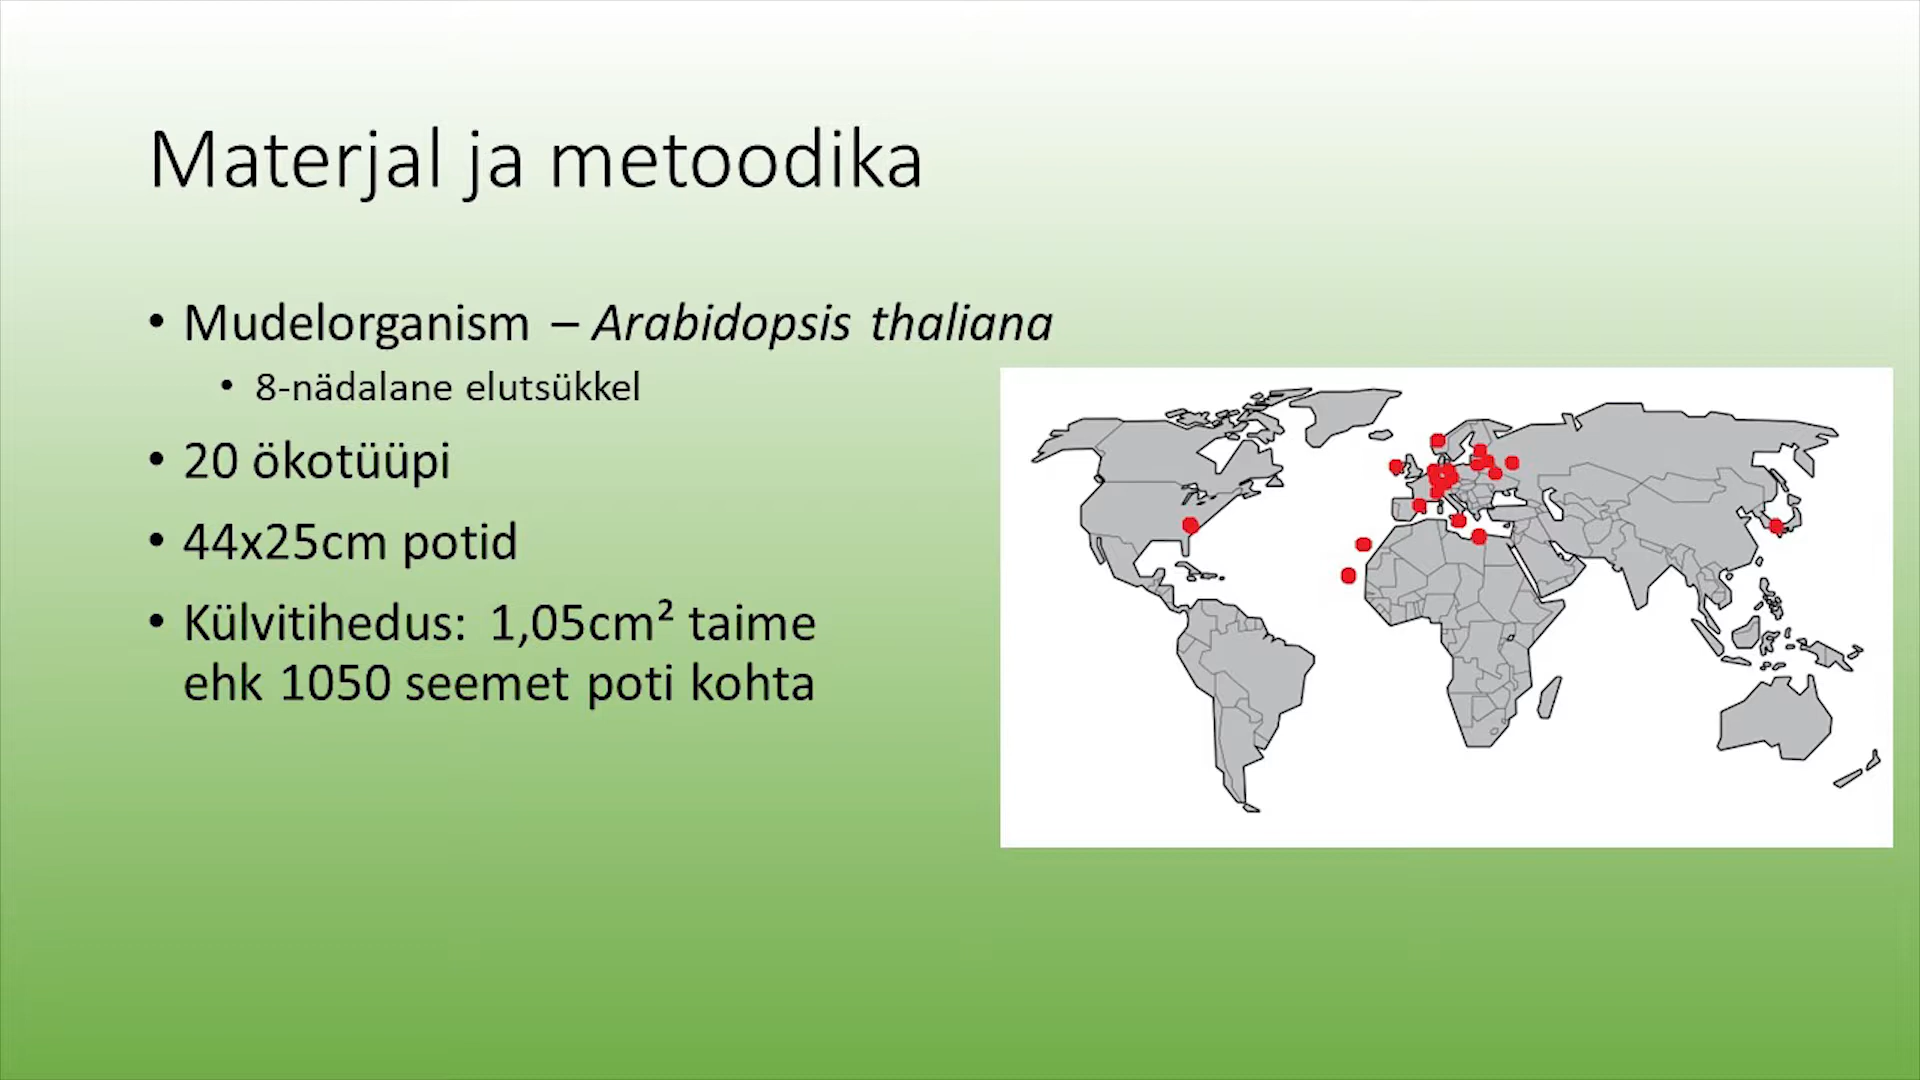 Materjal ja metoodika
• Mudelorganism – Arabidopsis thaliana
• 8-nädalane elutsükkel
• 20 ökotüüpi
• 44x25cm potid
• Külvitihedus: 1,05cm² taime
ehk 1050 seemet poti kohta